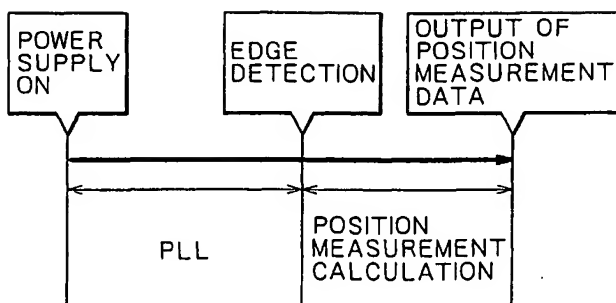 POWER
SUPPLY
ON
EDGE
DETECTION
OUTPUT OF
POSITION
MEASUREMENT
DATA
PLL
POSITION
MEASUREMENT
CALCULATION